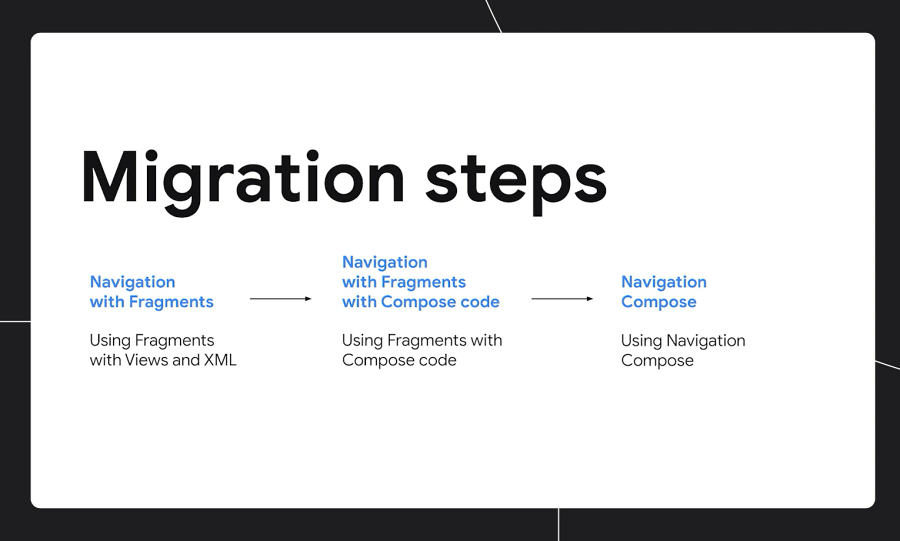 Migration steps
Navigation
with Fragments
Using Fragments
with Views and XML
Navigation
with Fragments
with Compose code
Using Fragments with
Compose code
Navigation
Compose
Using Navigation
Compose